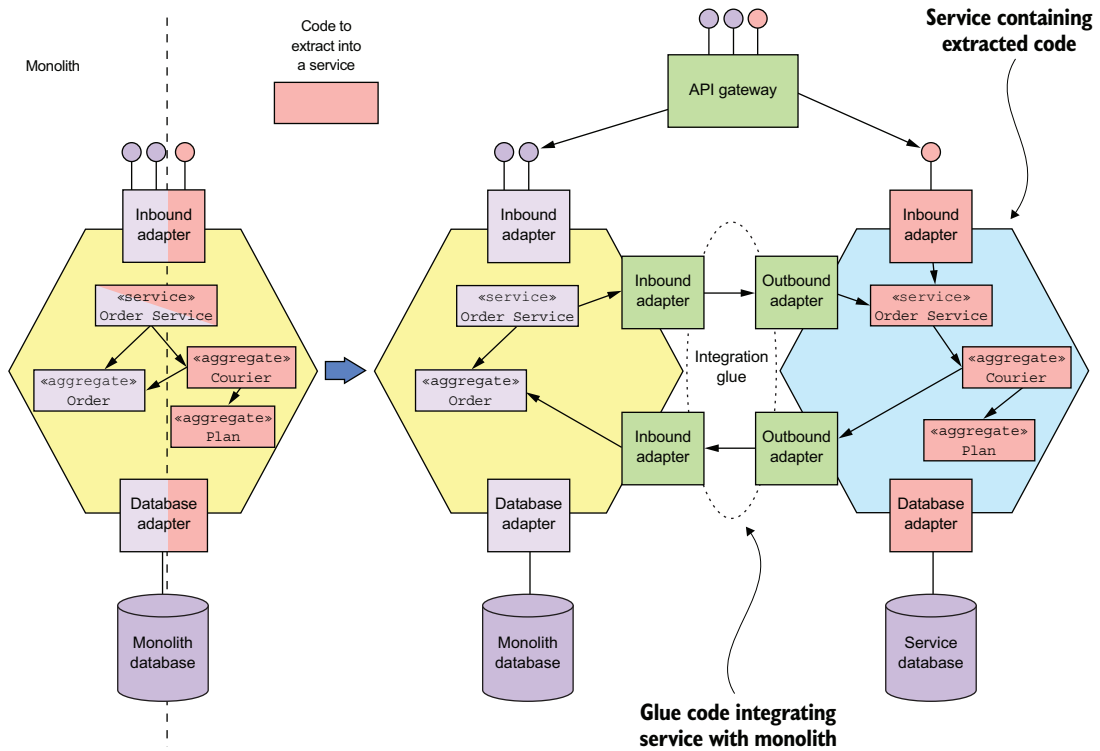 Code to
extract into
a service
Monolith
Service containing
extracted code
API gateway
Inbound
adapter
«service»
Order Service
«aggregate»
Courier
«aggregate»
Order
«aggregate»
Plan
Database
adapter
Monolith
database
Inbound
adapter
Inbound
adapter
«service»
Order Service
«aggregate»
Order
Inbound
adapter
Database
adapter
Monolith
database
Integration
glue
Outbound
adapter
Outbound
adapter
Inbound
adapter
«service»
Order Service
«aggregate»
Courier
«aggregate»
Plan
Database
adapter
Service
database
Glue code integrating
service with monolith